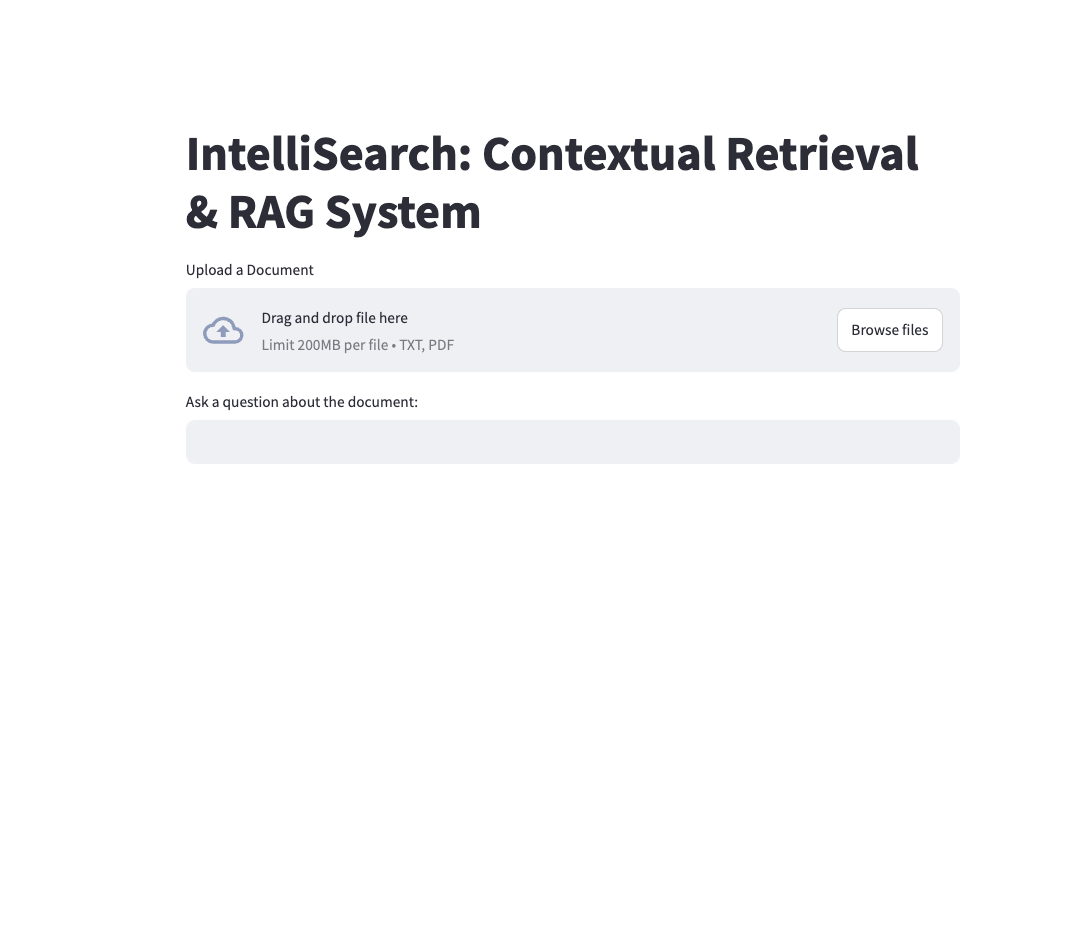 IntelliSearch: Contextual Retrieval
& RAG System
Upload a Document
Drag and drop file here
Limit 200MB per file • TXT, PDF
Browse files
Ask a question about the document: